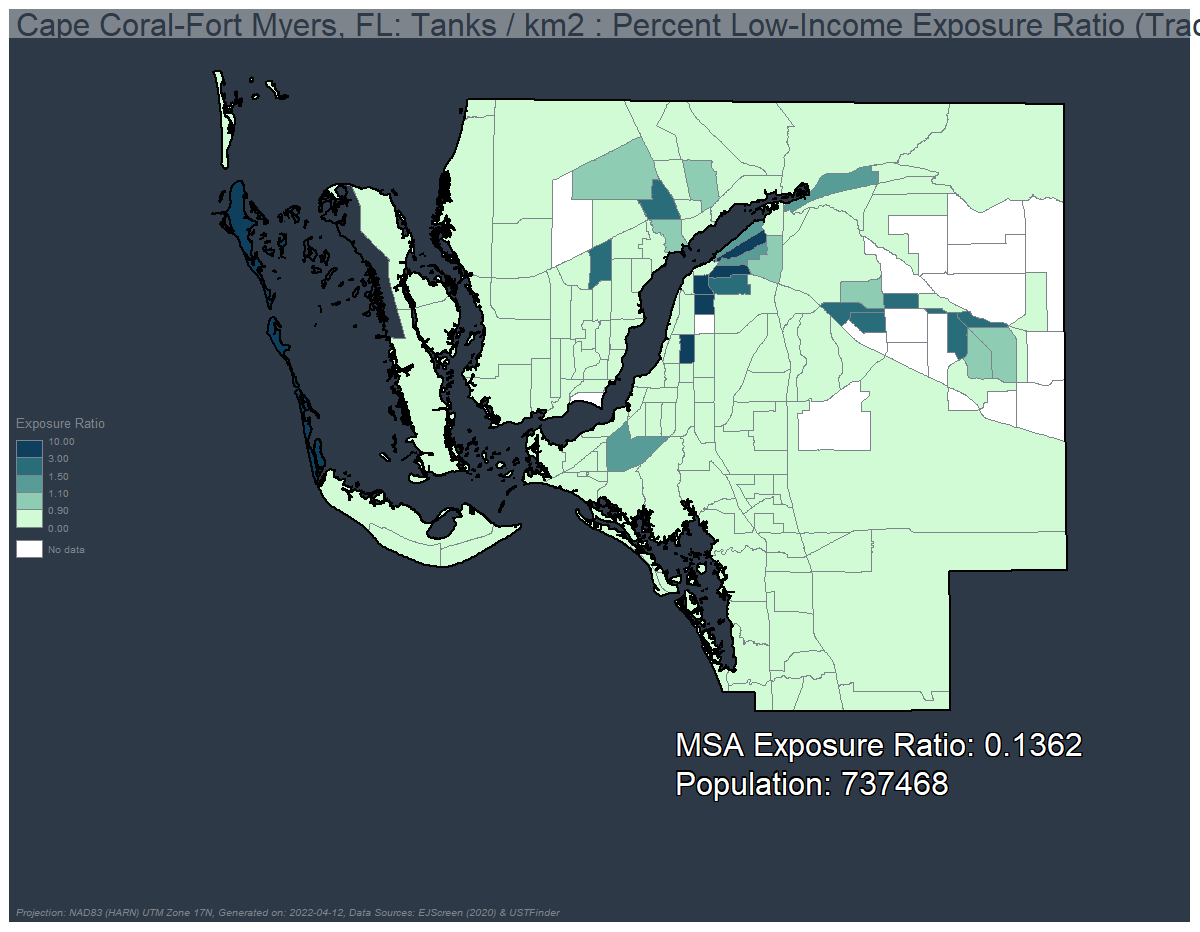 Cape Coral-Fort Myers, FL: Tanks / km2 : Percent Low-Income Exposure Ratio (Trac
Exposure Ratio
10.00
3.00
1.50
1.10
0.90
0.00
No data
MSA Exposure Ratio: 0.1362
Population: 737468
Projection: NAD83 (HARN) UTM Zone 17N, Generated on: 2022-04-12, Data Sources: EJScreen (2020) & USTFinder